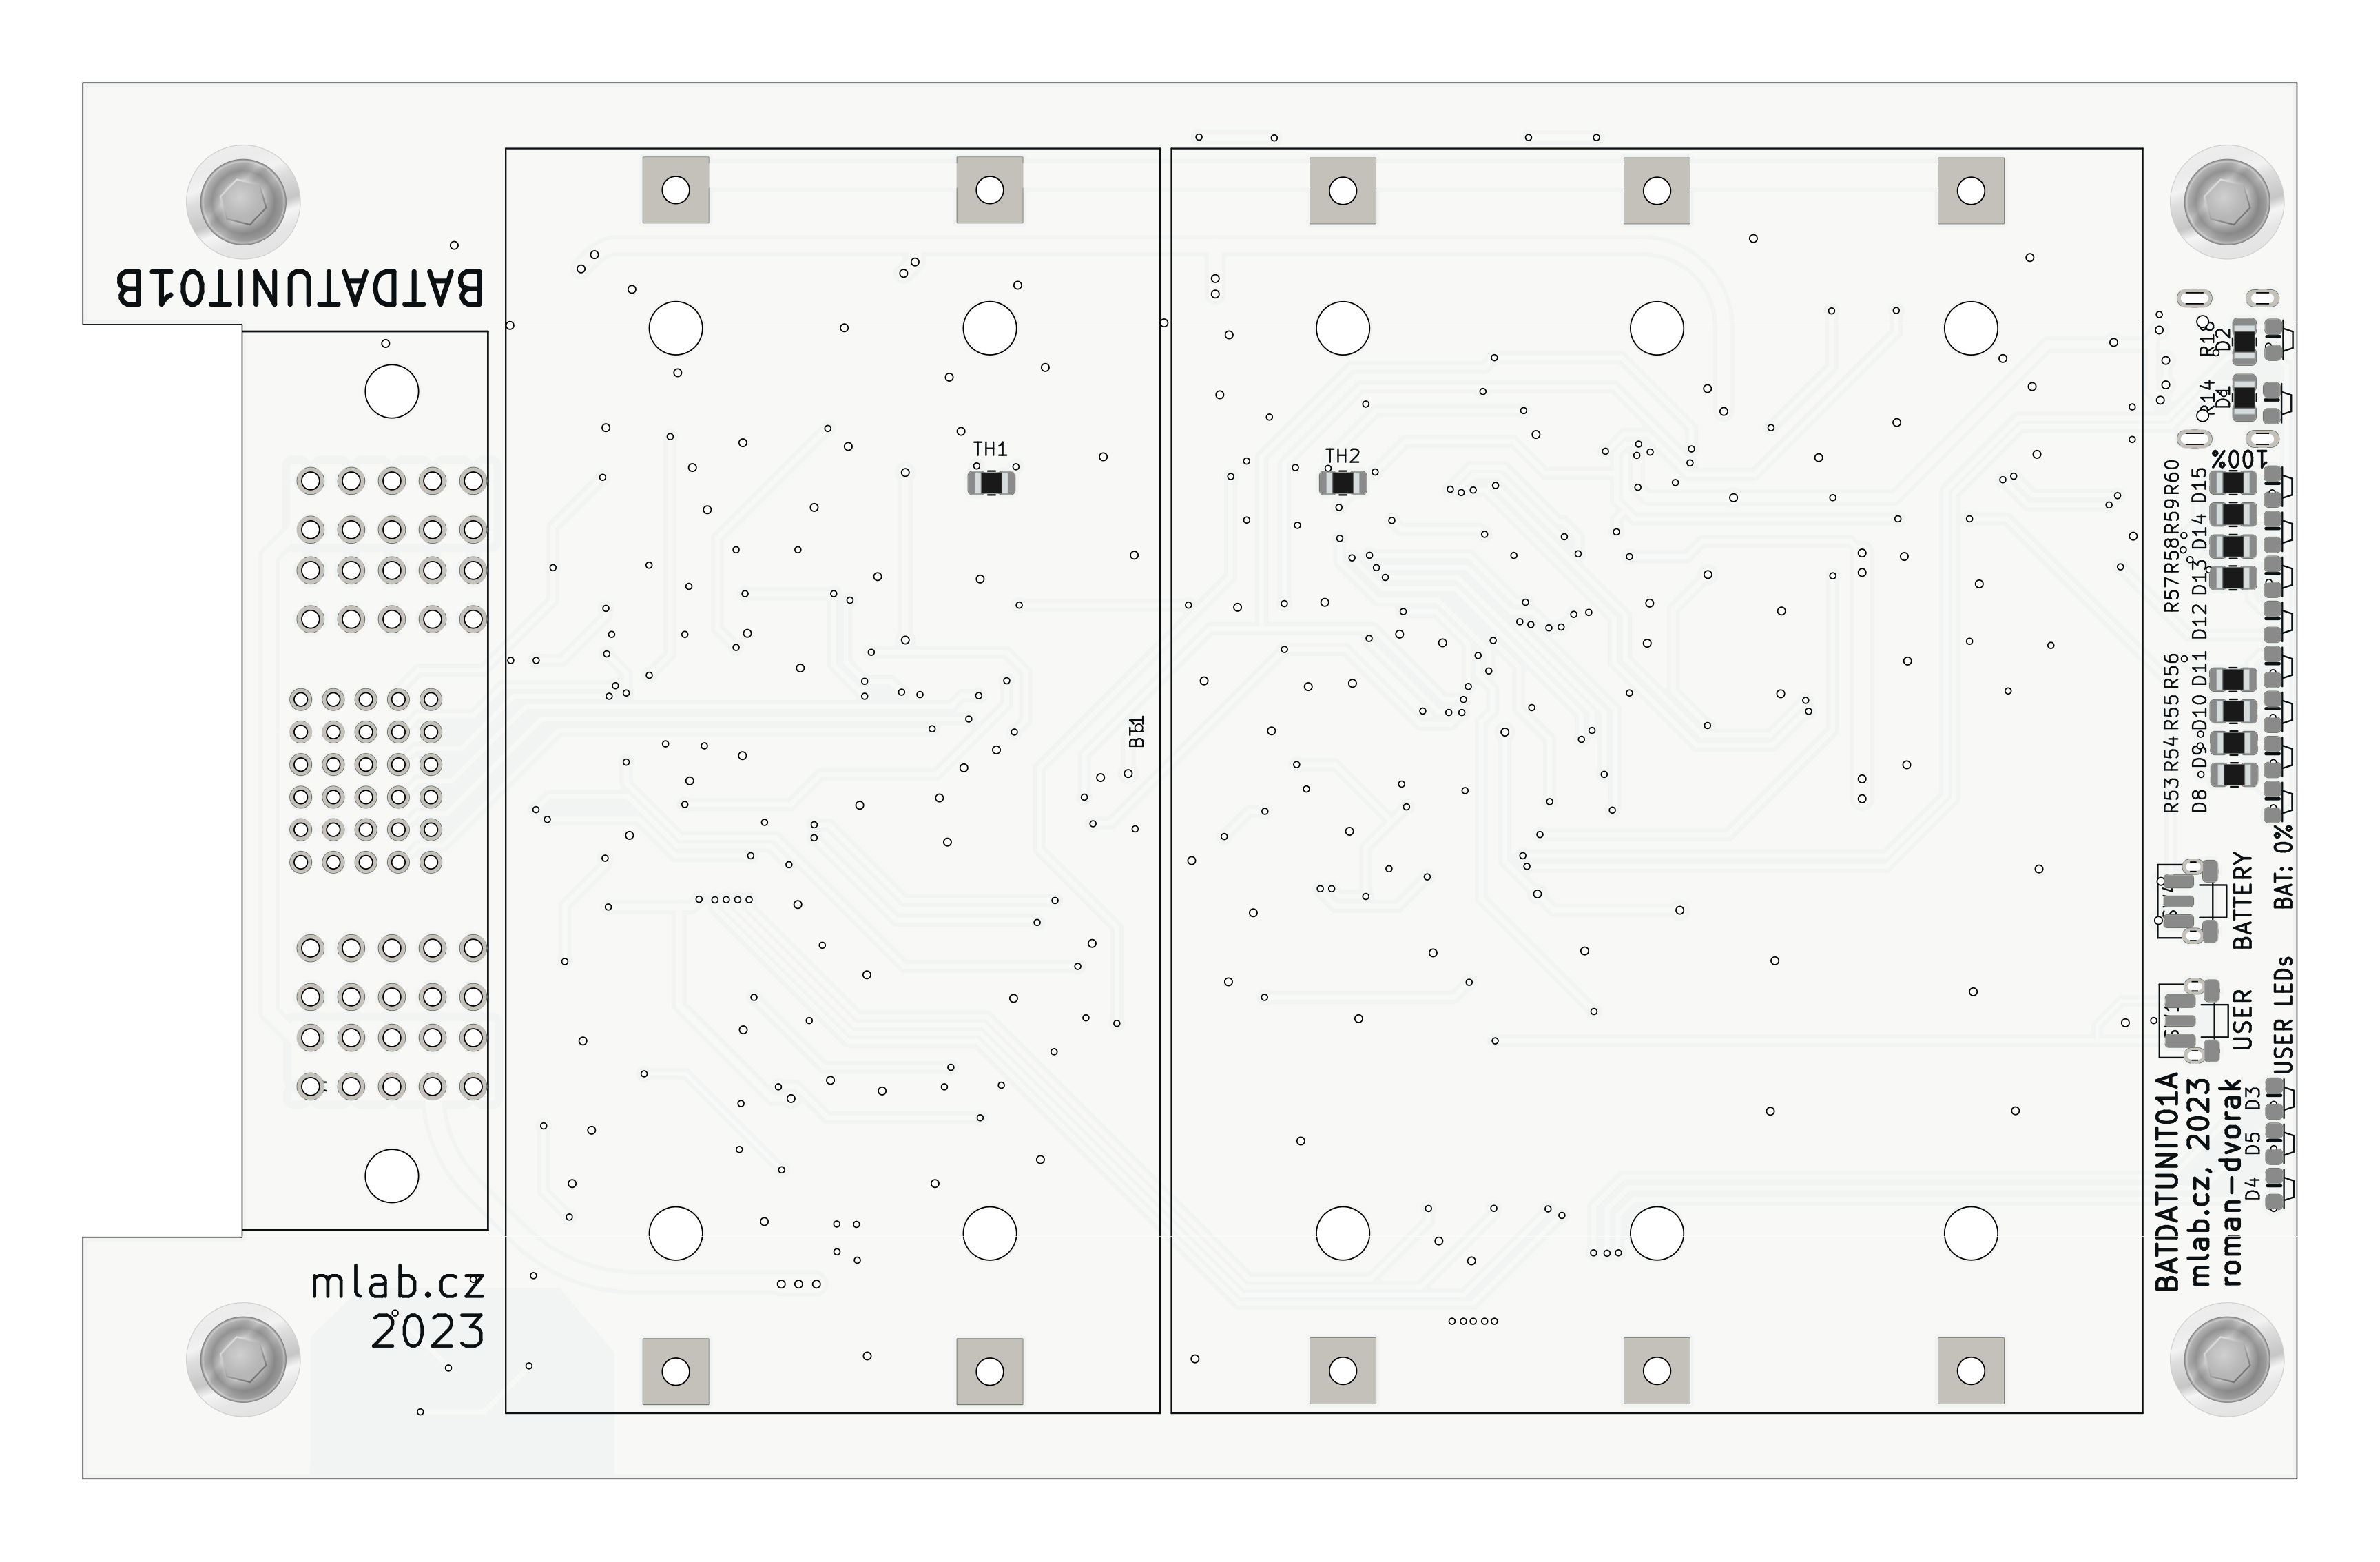 BATDATUNIT01B
TH1
TH2
R18
D2
R14
D1
100%
R57 R58 R59 R60
D12 D13 D14 D15
R53 R54 R55 R56
D8 D9 D10 D11
BAT: 0%
BATTERY
USER
USER LEDs
D3
D5
D4
BATDATUNIT01A
mlab.cz, 2023
roman-dvorak
mlab.cz
2023